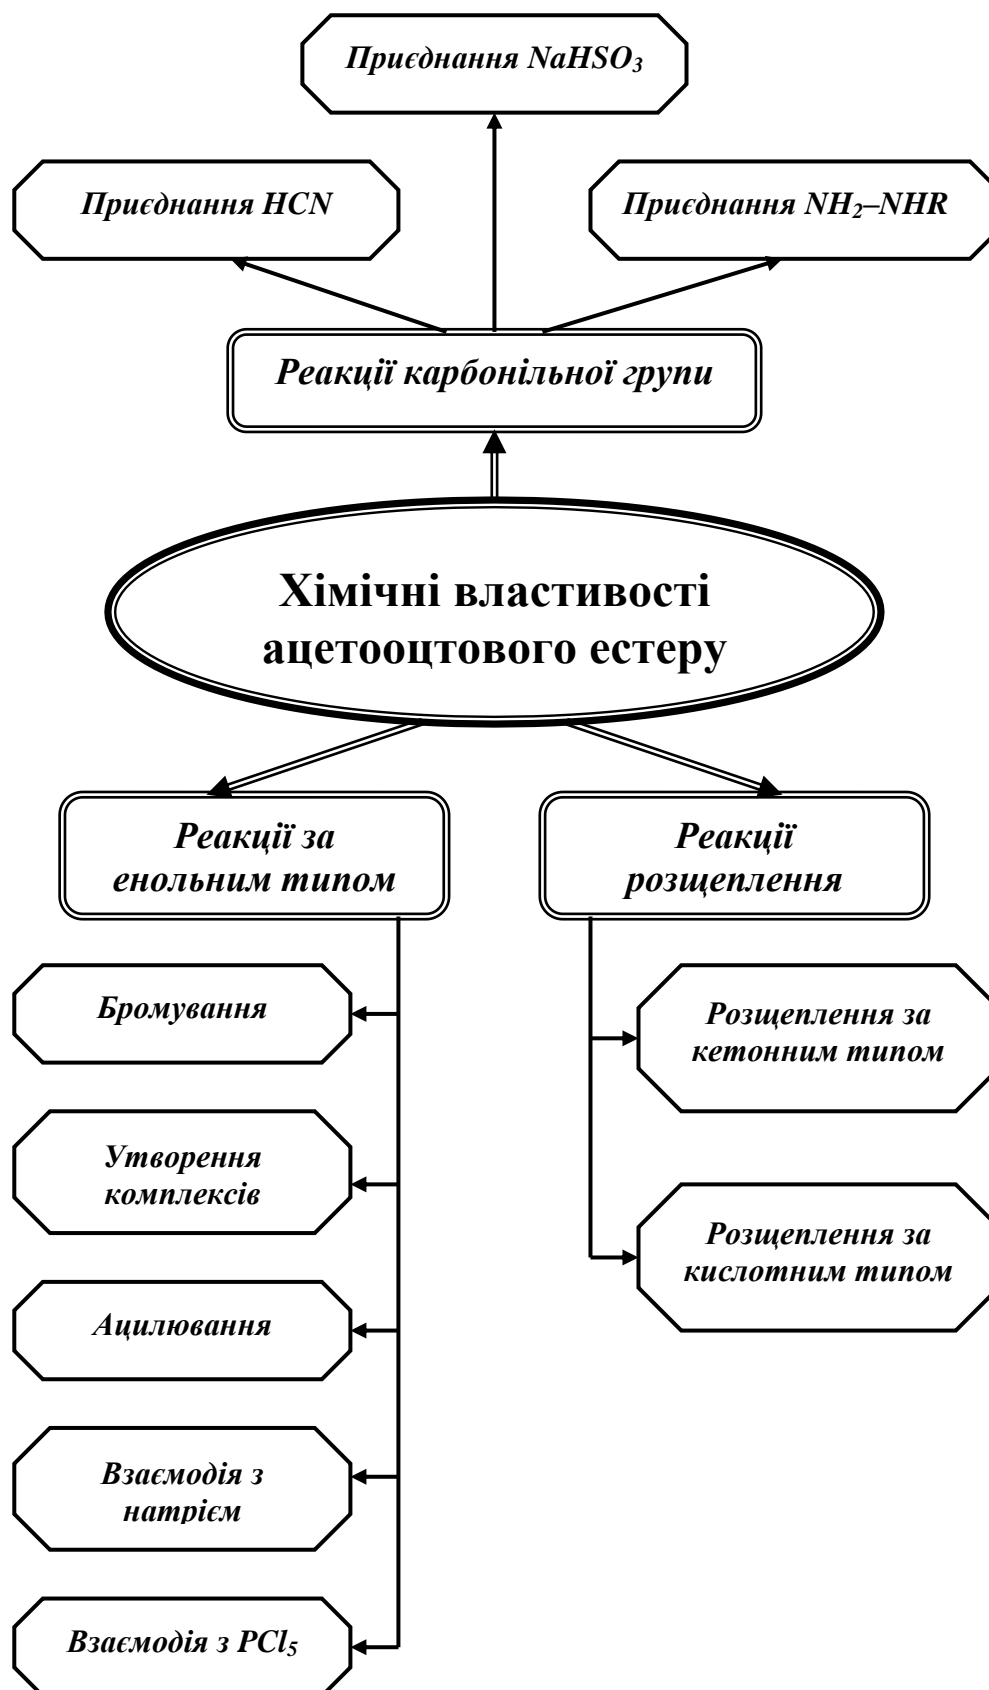 Приєднання NaHSO₃
Приєднання HCN
Приєднання NH₂–NHR
Реакції карбонільної групи
Хімічні властивості
ацетооцтового естеру
Реакції за
енольним типом
Реакції
розщеплення
Бромування
Розщеплення за
кетонним типом
Утворення
комплексів
Розщеплення за
кислотним типом
Ацилювання
Взаємодія з
натрієм
Взаємодія з PCl₅